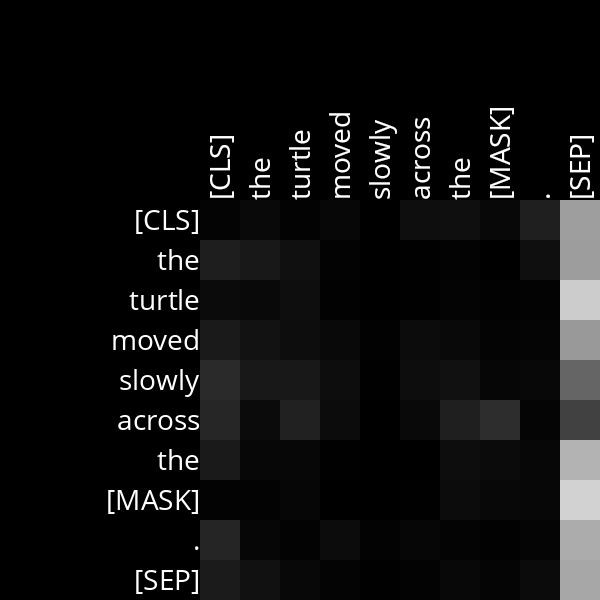 [CLS] the turtle moved slowly across the [MASK] . [SEP]
[CLS]
the
turtle
moved
slowly
across
the
[MASK]
.
[SEP]